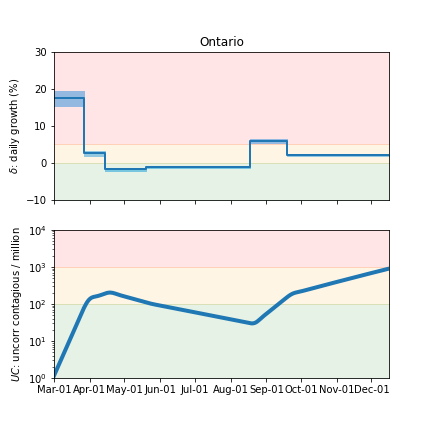 Ontario
δ: daily growth (%)
30
20
10
0
−10
UC: uncorr contagious / million
10⁴
10³
10²
10¹
10⁰
Mar-01 Apr-01 May-01 Jun-01 Jul-01 Aug-01 Sep-01 Oct-01 Nov-01 Dec-01